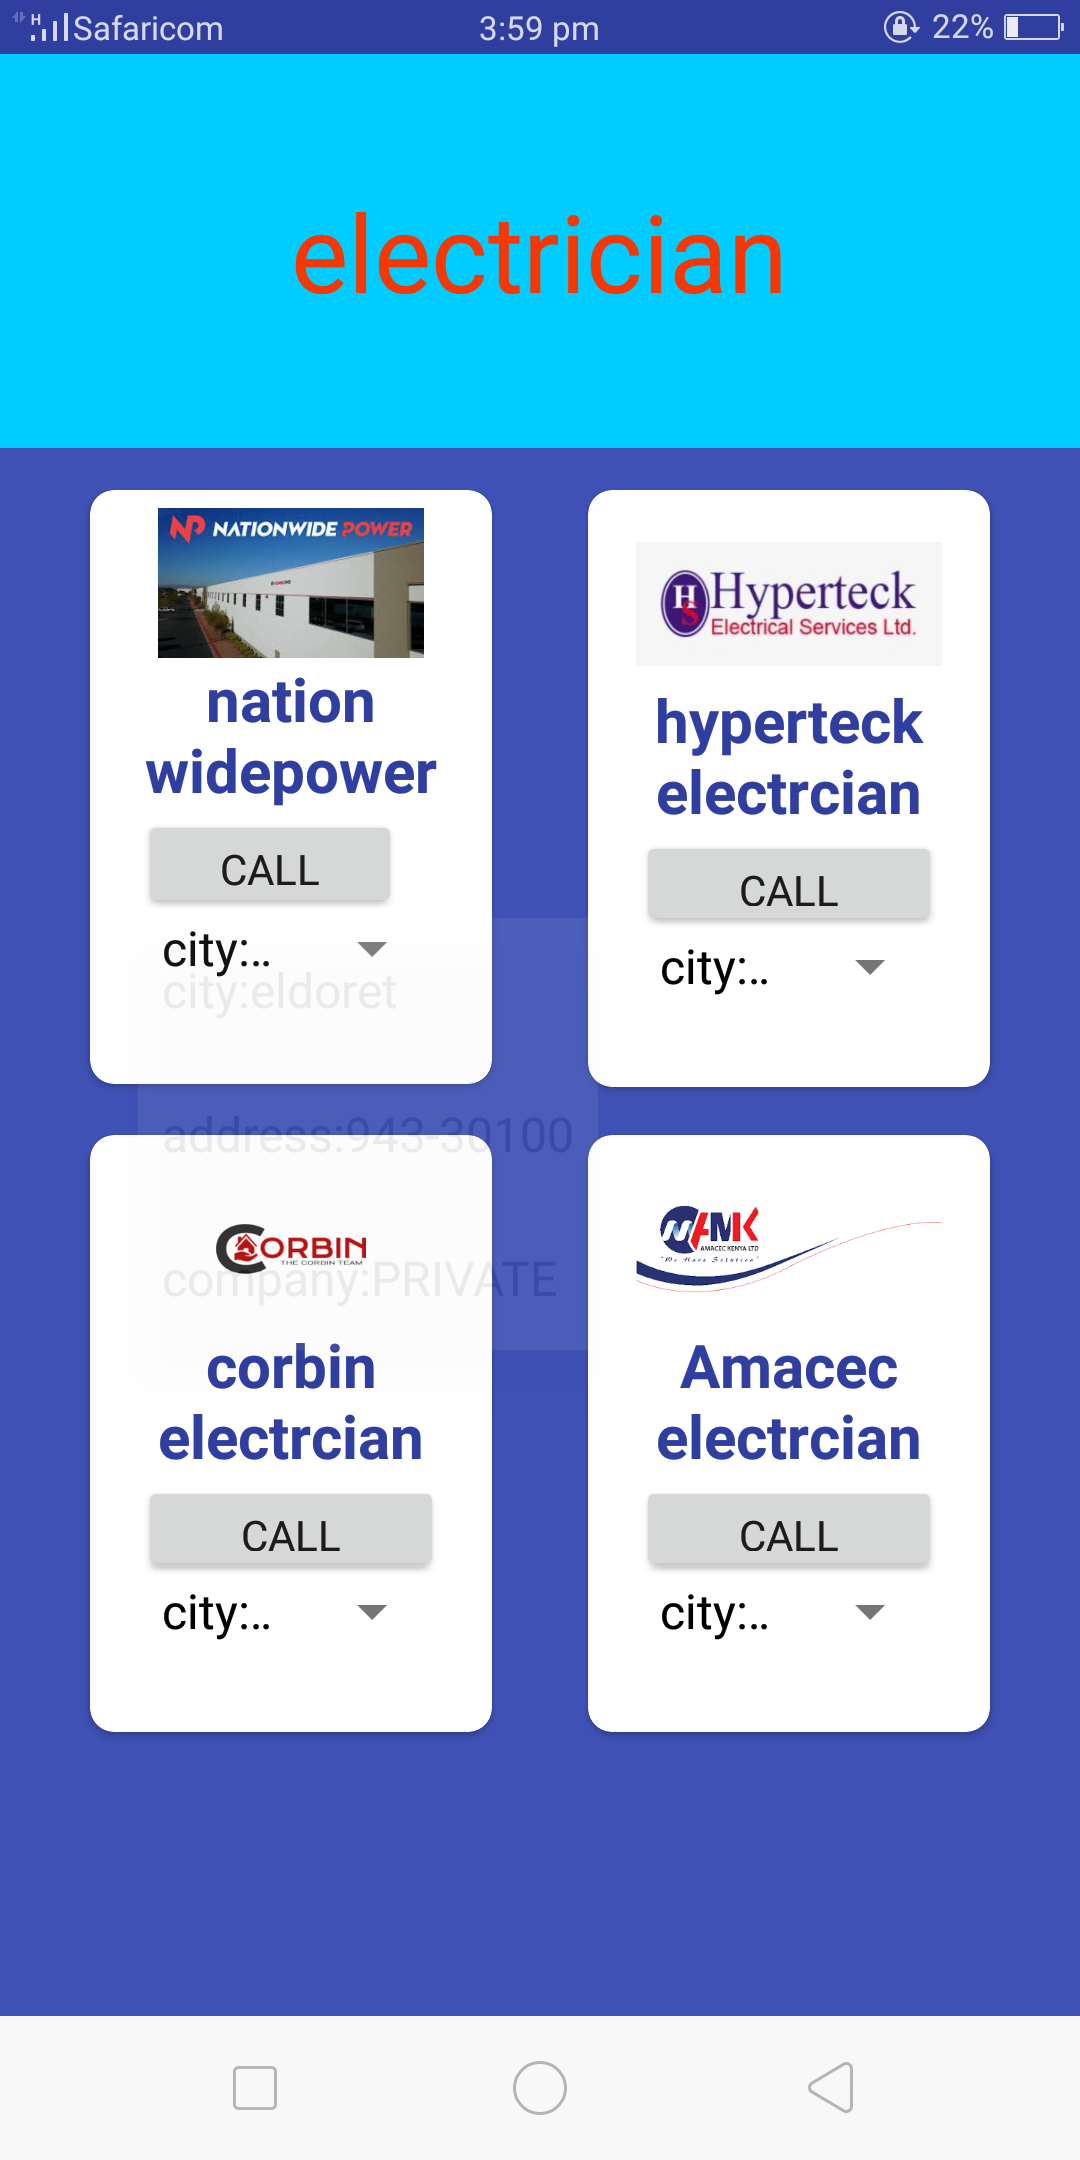 H Safaricom 3:59 pm 22%
electrician
NATIONWIDE POWER
nation
widepower
CALL
city:..
city:eldoret
address:943-30100
company:PRIVATE
HS Hyperteck
Electrical Services Ltd.
hyperteck
electrcian
CALL
city:..
CORBIN
THE CORBIN TEAM
corbin
electrcian
CALL
city:..
AMK
AMACEC KENYA LTD
"We Have Solution"
Amacec
electrcian
CALL
city:..